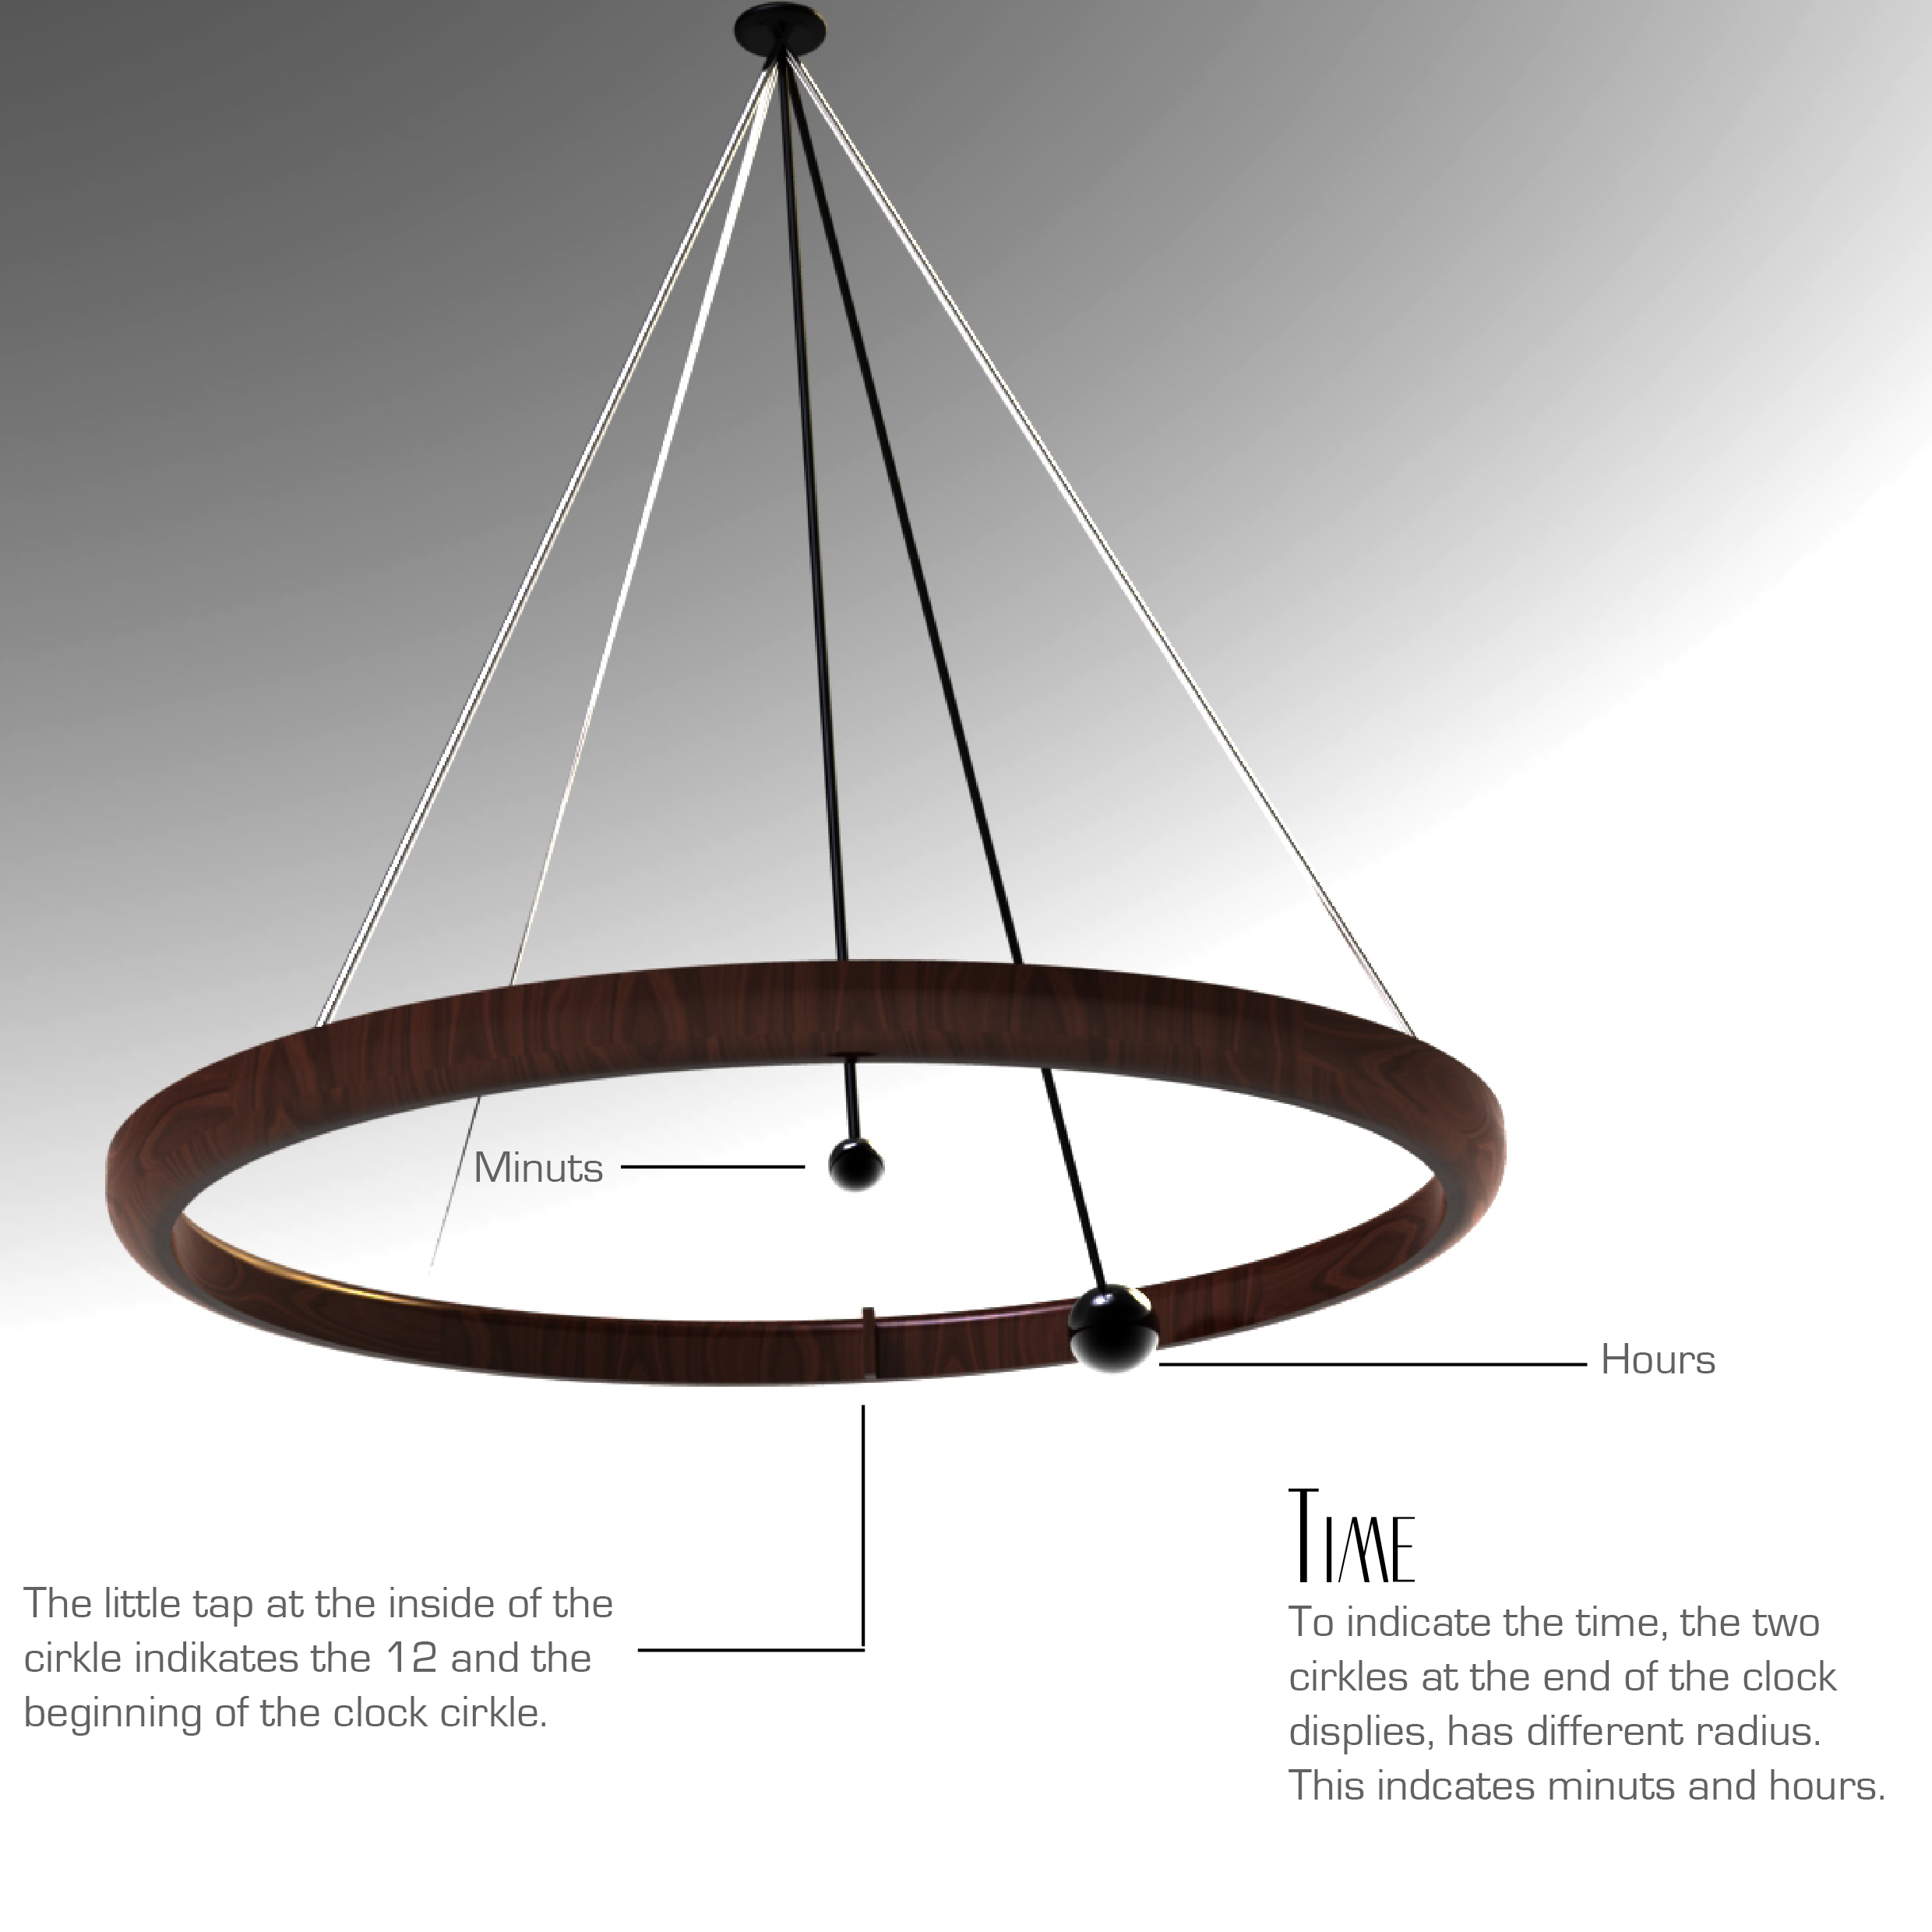 Minuts
Hours
The little tap at the inside of the
cirkle indikates the 12 and the
beginning of the clock cirkle.
TIME
To indicate the time, the two
cirkles at the end of the clock
displies, has different radius.
This indcates minuts and hours.